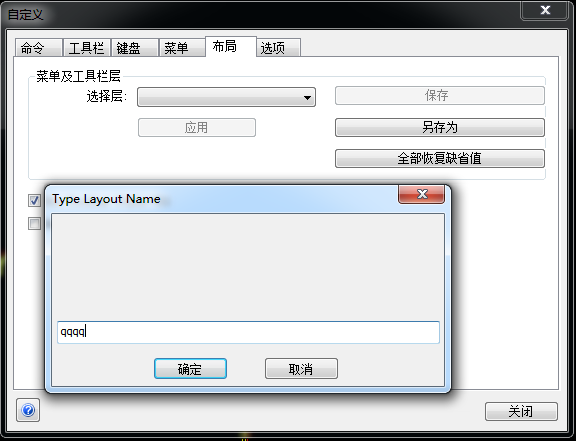 自定义
命令 工具栏 键盘 菜单 布局 选项
菜单及工具栏层
选择层: 保存
应用 另存为
全部恢复缺省值
Type Layout Name
qqqq
确定 取消
关闭